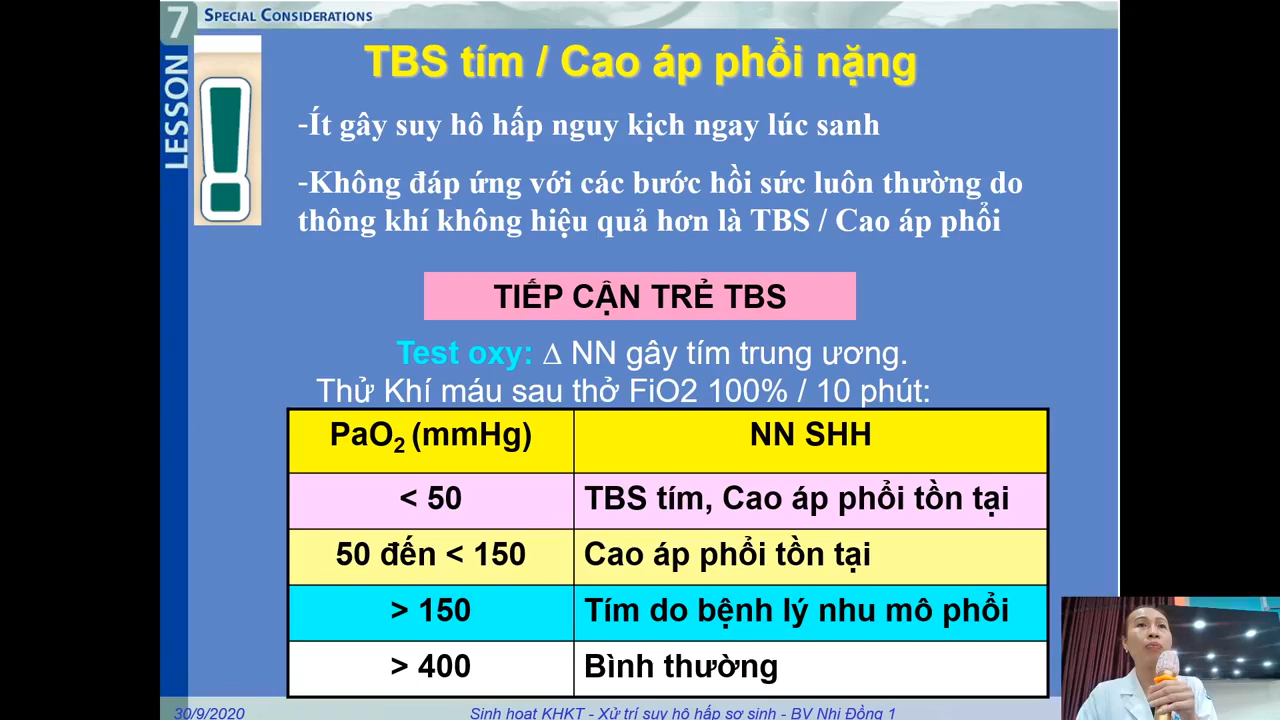 7 SPECIAL CONSIDERATIONS
LESSON
TBS tím / Cao áp phổi nặng
-Ít gây suy hô hấp nguy kịch ngay lúc sanh
-Không đáp ứng với các bước hồi sức luôn thường do
thông khí không hiệu quả hơn là TBS / Cao áp phổi
TIẾP CẬN TRẺ TBS
Test oxy: Δ NN gây tím trung ương.
Thử Khí máu sau thở FiO2 100% / 10 phút:
PaO₂ (mmHg) NN SHH
< 50 TBS tím, Cao áp phổi tồn tại
50 đến < 150 Cao áp phổi tồn tại
> 150 Tím do bệnh lý nhu mô phổi
> 400 Bình thường
30/9/2020 Sinh hoạt KHKT - Xử trí suy hô hấp sơ sinh - BV Nhi Đồng 1